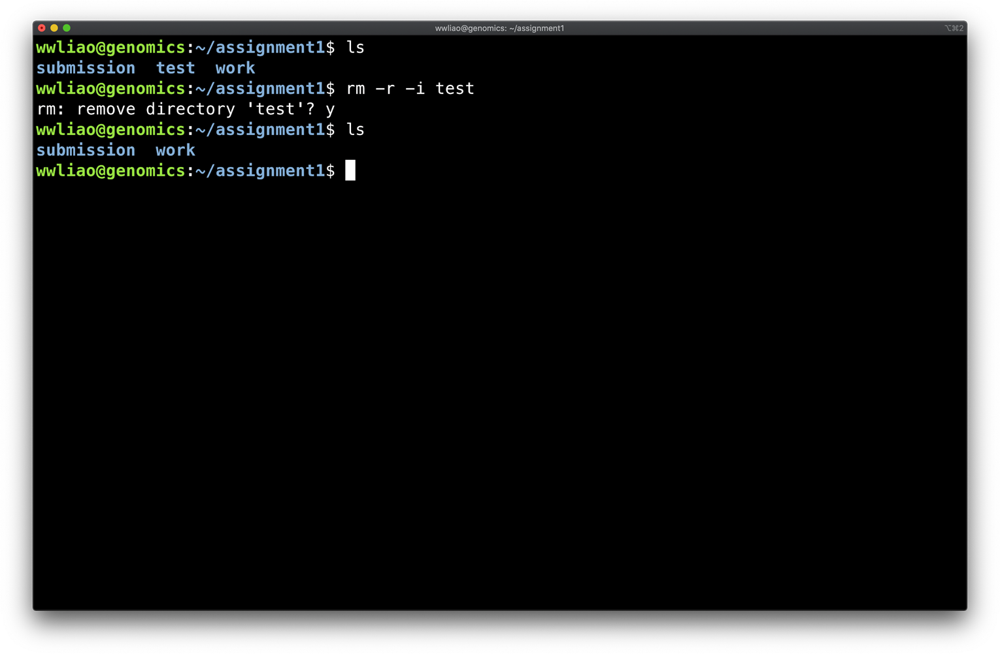 wwliao@genomics: ~/assignment1
⌥⌘2
wwliao@genomics:~/assignment1$ ls
submission  test  work
wwliao@genomics:~/assignment1$ rm -r -i test
rm: remove directory 'test'? y
wwliao@genomics:~/assignment1$ ls
submission  work
wwliao@genomics:~/assignment1$